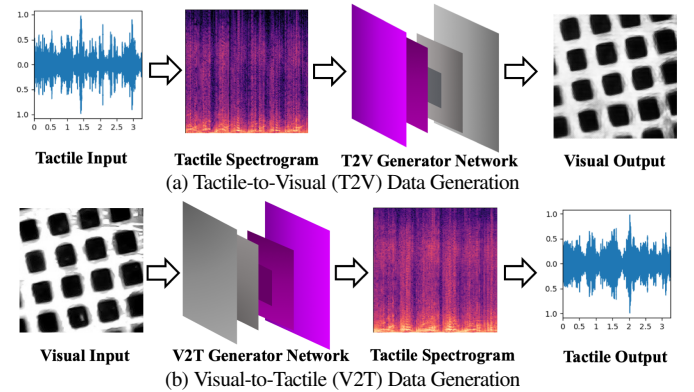 1.0
0.5
0.0
0.5
1.0
0 0.5 1 1.5 2 2.5 3
Tactile Input Tactile Spectrogram T2V Generator Network Visual Output
(a) Tactile-to-Visual (T2V) Data Generation
1.0
0.5
0.0
0.5
1.0
0 0.5 1 1.5 2 2.5 3
Visual Input V2T Generator Network Tactile Spectrogram Tactile Output
(b) Visual-to-Tactile (V2T) Data Generation